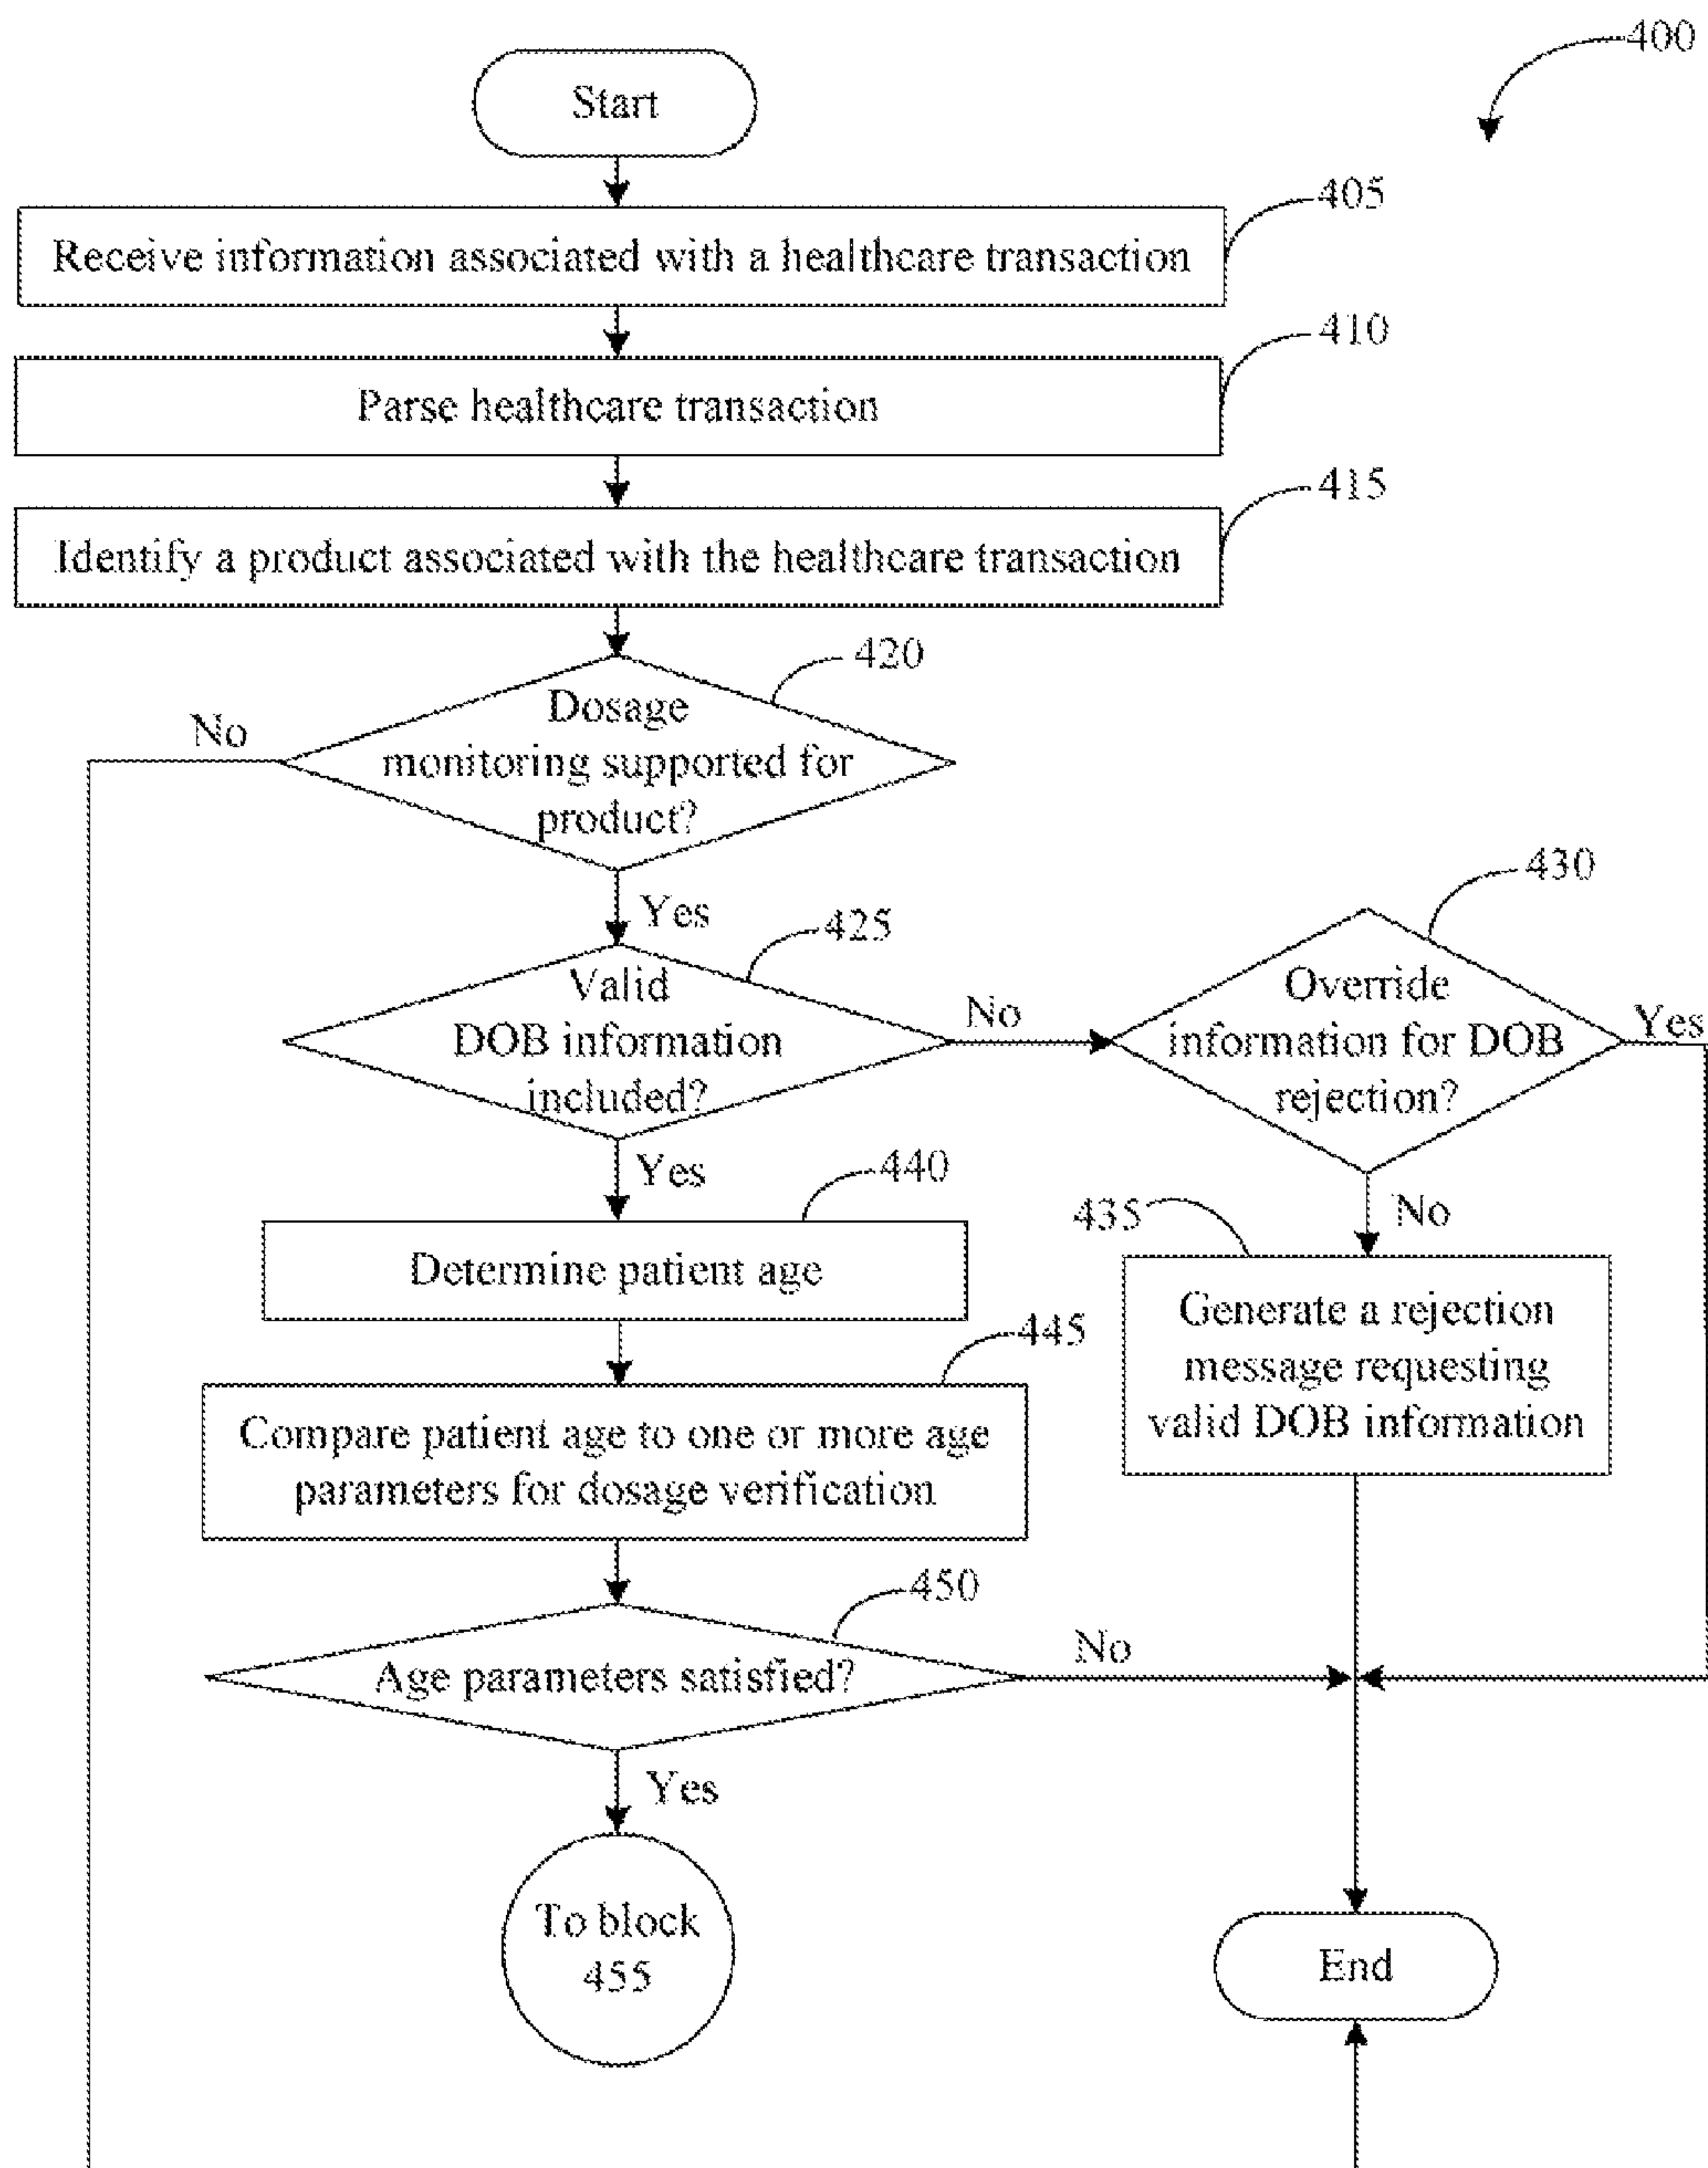 400
Start
405
Receive information associated with a healthcare transaction
410
Parse healthcare transaction
415
Identify a product associated with the healthcare transaction
420
Dosage
monitoring supported for
product?
No
Yes
425
Valid
DOB information
included?
No
430
Override
information for DOB
rejection?
Yes
Yes
440
Determine patient age
No
435
Generate a rejection
message requesting
valid DOB information
445
Compare patient age to one or more age
parameters for dosage verification
450
Age parameters satisfied?
No
Yes
To block
455
End